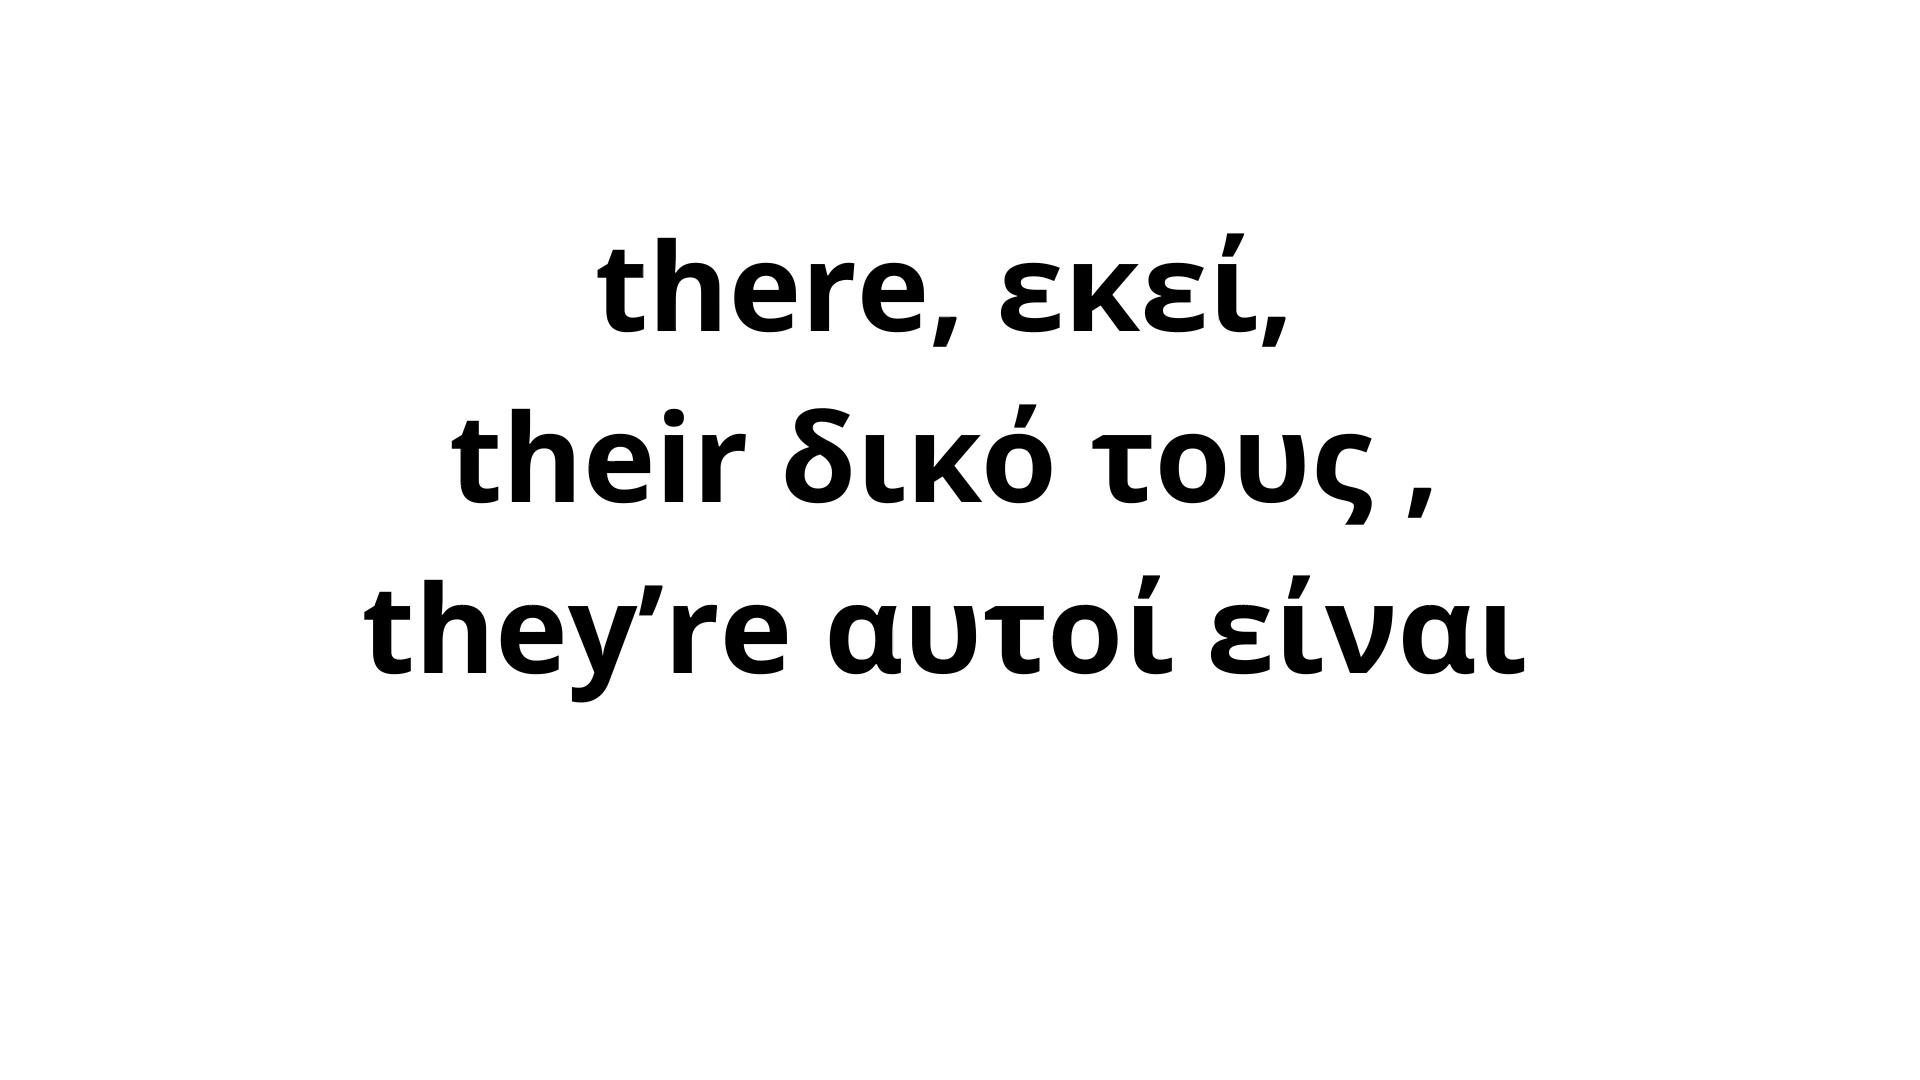 there, εκεί,
their δικό τους ,
they’re αυτοί είναι